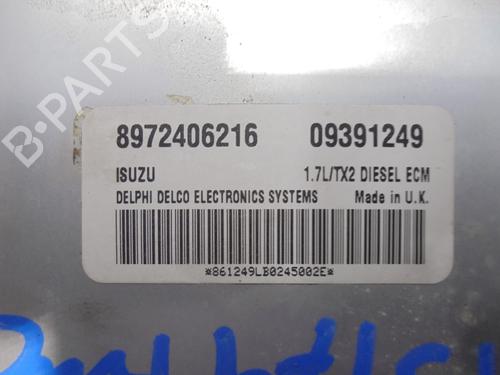 B-PARTS
8972406216 09391249
ISUZU 1.7L/TX2 DIESEL ECM
DELPHI DELCO ELECTRONICS SYSTEMS Made in U.K.
*861249LB0245002E*